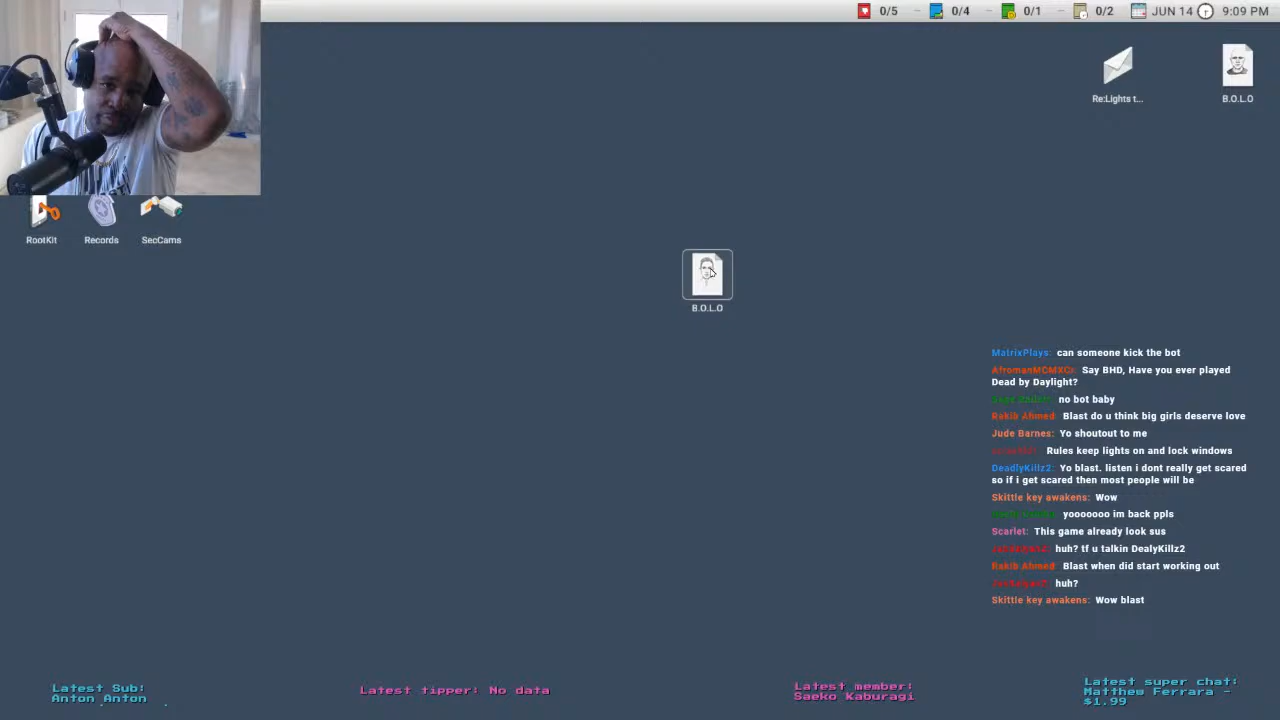 0/5
0/4
0/1
0/2
JUN 14
9:09 PM
Re:Lights t...
B.O.L.O
RootKit
Records
SecCams
B.O.L.O
MatrixPlays: can someone kick the bot
AfromanMCMXCx: Say BHD, Have you ever played
Dead by Daylight?
no bot baby
Rakib Ahmed: Blast do u think big girls deserve love
Jude Barnes: Yo shoutout to me
Rules keep lights on and lock windows
DeadlyKillz2: Yo blast. listen i dont really get scared
so if i get scared then most people will be
Skittle key awakens: Wow
yooooooo im back ppls
Scarlet: This game already look sus
huh? tf u talkin DealyKillz2
Rakib Ahmed: Blast when did start working out
huh?
Skittle key awakens: Wow blast
Latest Sub:
Anton Anton
Latest tipper: No data
Latest member:
Saeko Kaburagi
Latest super chat:
Matthew Ferrara -
$1.99